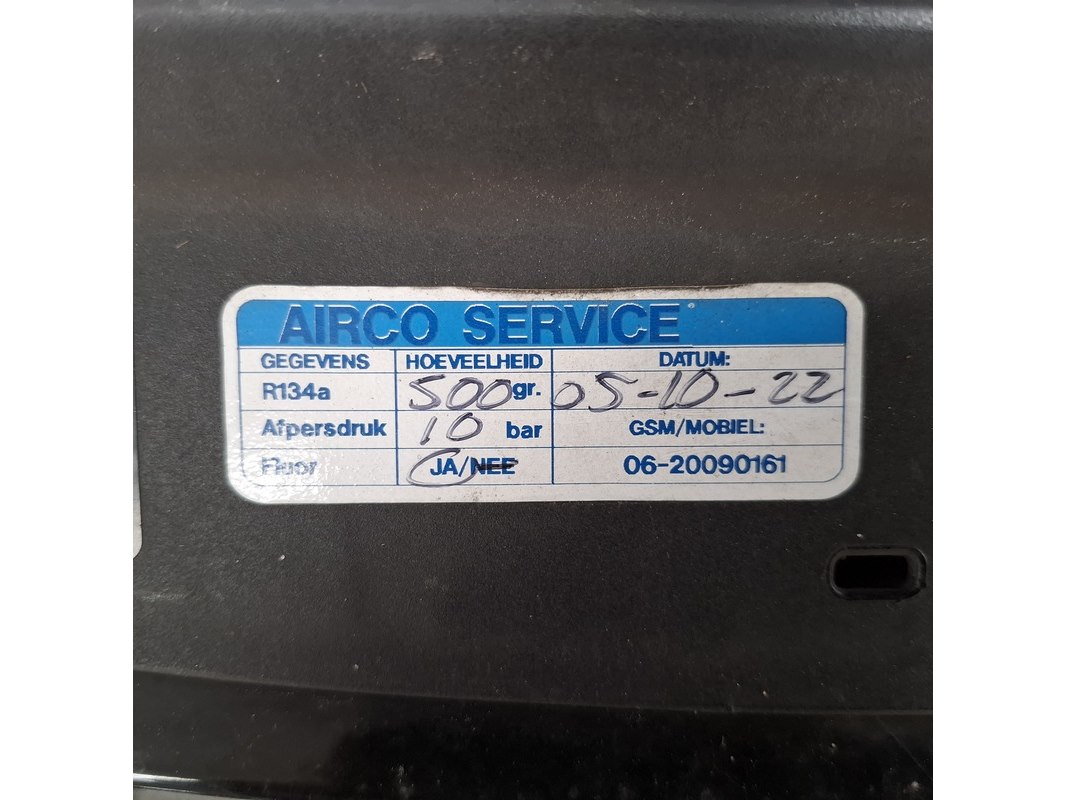 AIRCO SERVICE
GEGEVENS HOEVEELHEID DATUM:
R134a 500 gr. 05-10-22
Afpersdruk 10 bar GSM/MOBIEL:
Fluor JA/NEE 06-20090161